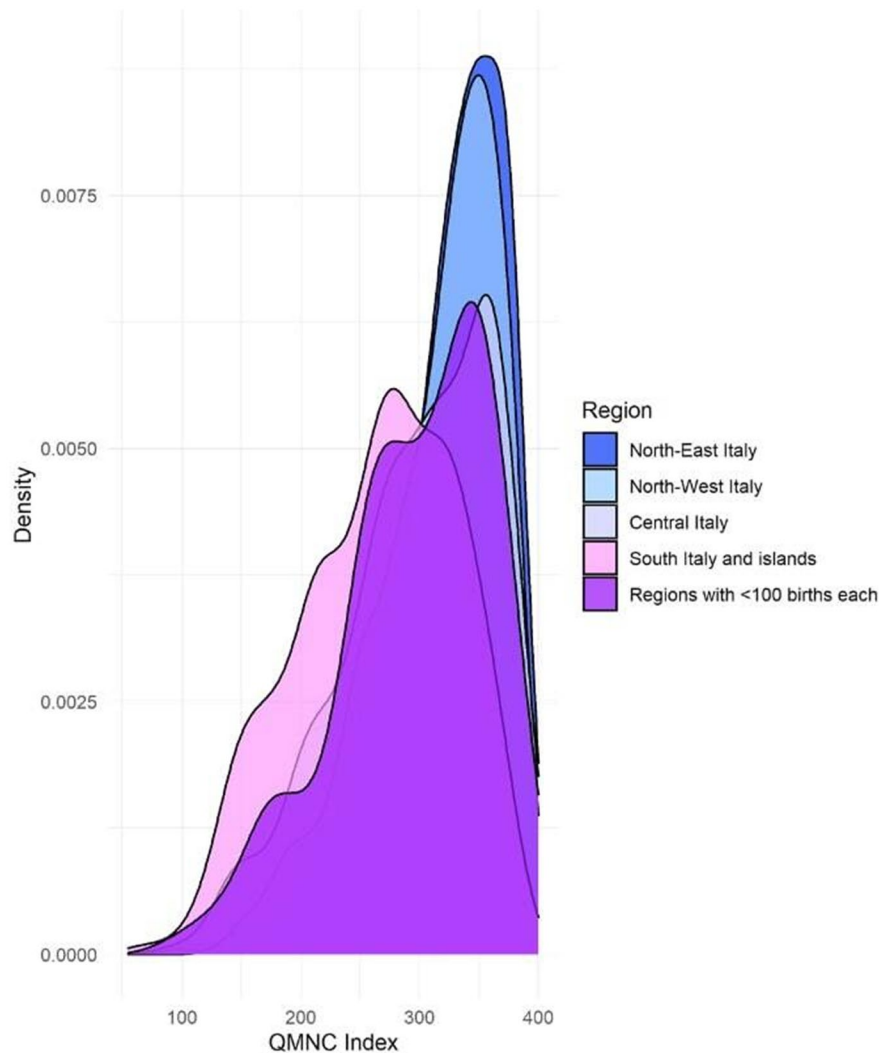 0.0075
0.0050
0.0025
0.0000
Density
100 200 300 400
QMNC Index
Region
North-East Italy
North-West Italy
Central Italy
South Italy and islands
Regions with <100 births each